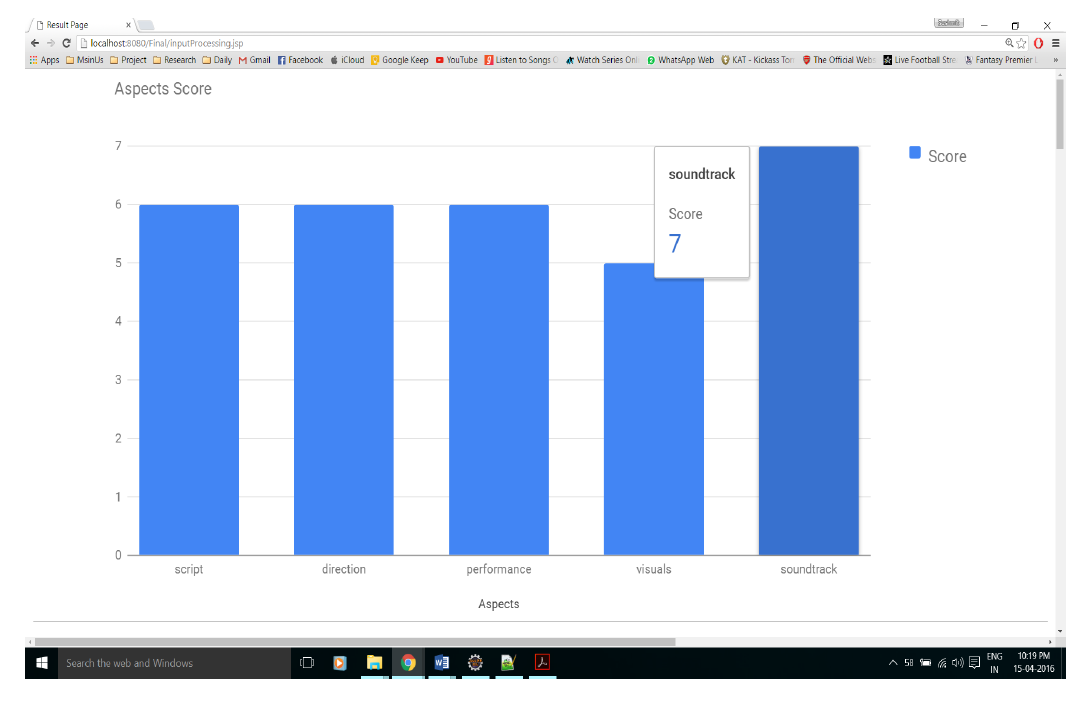 Result Page
localhost:8080/Final/inputProcessing.jsp
Apps MsinUs Project Research Daily Gmail Facebook iCloud Google Keep YouTube Listen to Songs Watch Series Onl WhatsApp Web KAT - Kickass Torr The Official Webs Live Football Stre Fantasy Premier L »
Aspects Score
7
6
5
4
3
2
1
0
soundtrack
Score
7
Score
script direction performance visuals soundtrack
Aspects
Search the web and Windows
58 ENG 10:19 PM
IN 15-04-2016